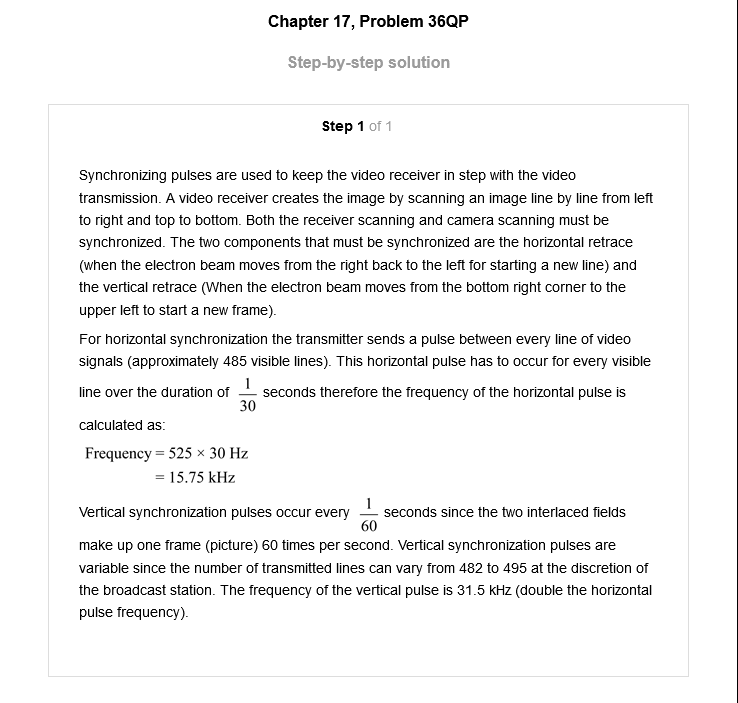 Chapter 17, Problem 36QP
Step-by-step solution
Step 1 of 1
Synchronizing pulses are used to keep the video receiver in step with the video
transmission. A video receiver creates the image by scanning an image line by line from left
to right and top to bottom. Both the receiver scanning and camera scanning must be
synchronized. The two components that must be synchronized are the horizontal retrace
(when the electron beam moves from the right back to the left for starting a new line) and
the vertical retrace (When the electron beam moves from the bottom right corner to the
upper left to start a new frame).
For horizontal synchronization the transmitter sends a pulse between every line of video
signals (approximately 485 visible lines). This horizontal pulse has to occur for every visible
line over the duration of 1/30 seconds therefore the frequency of the horizontal pulse is
calculated as:
Frequency = 525 × 30 Hz
= 15.75 kHz
Vertical synchronization pulses occur every 1/60 seconds since the two interlaced fields
make up one frame (picture) 60 times per second. Vertical synchronization pulses are
variable since the number of transmitted lines can vary from 482 to 495 at the discretion of
the broadcast station. The frequency of the vertical pulse is 31.5 kHz (double the horizontal
pulse frequency).